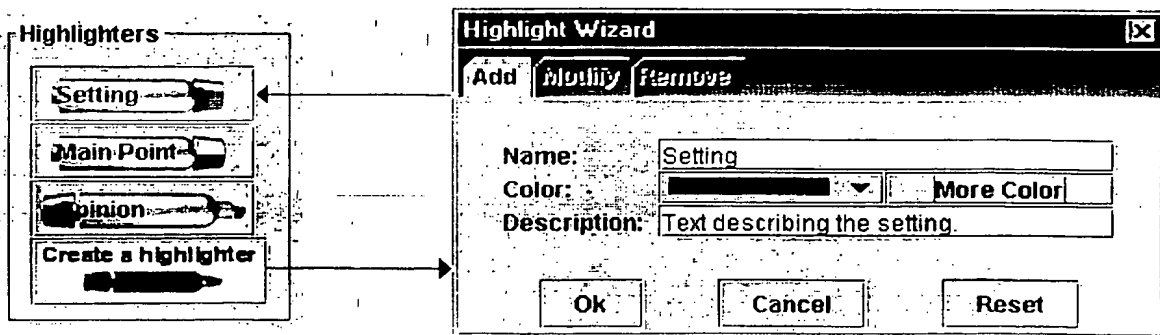 Highlighters
Setting
Main Point
Opinion
Create a highlighter
Highlight Wizard
Add Modify Remove
Name: Setting
Color: More Color
Description: Text describing the setting.
Ok Cancel Reset